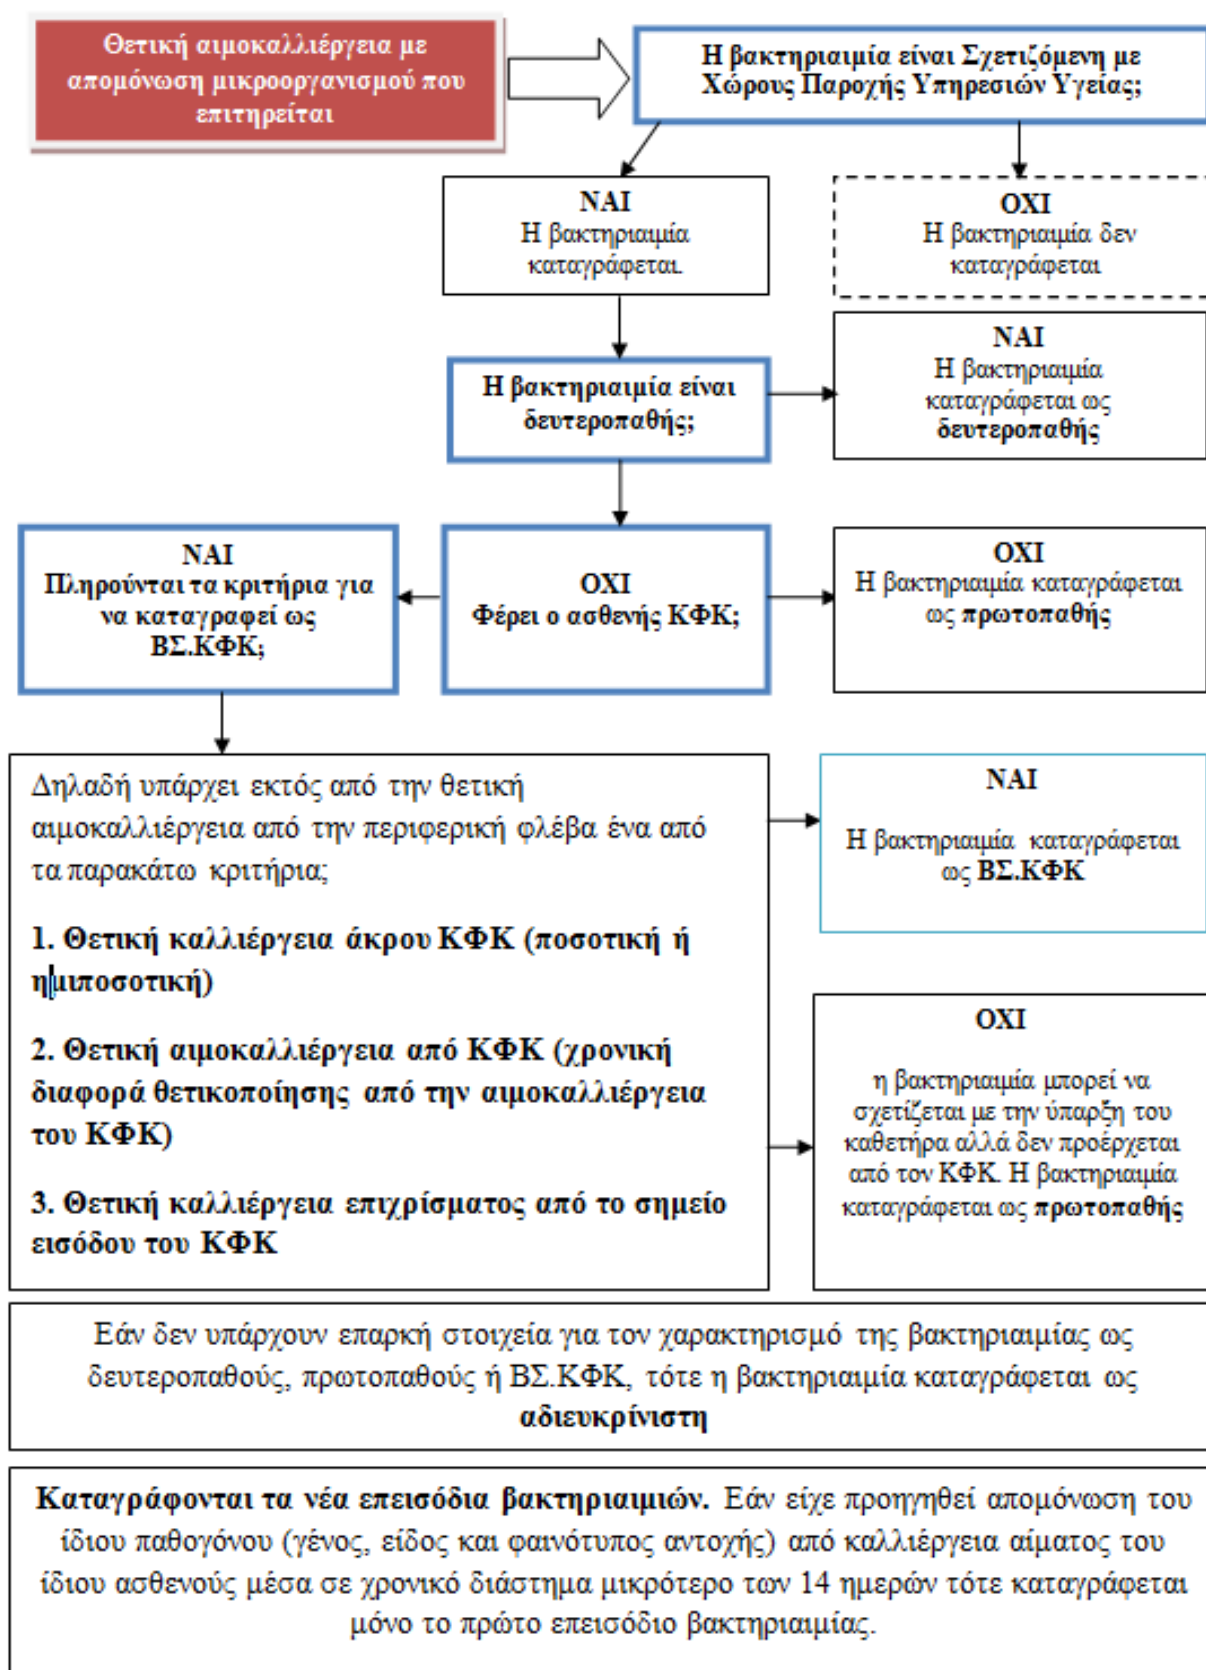 Θετική αιμοκαλλιέργεια με
απομόνωση μικροοργανισμού που
επιτηρείται
Η βακτηριαιμία είναι Σχετιζόμενη με
Χώρους Παροχής Υπηρεσιών Υγείας;
ΝΑΙ
Η βακτηριαιμία
καταγράφεται.
ΟΧΙ
Η βακτηριαιμία δεν
καταγράφεται
Η βακτηριαιμία είναι
δευτεροπαθής;
ΝΑΙ
Η βακτηριαιμία
καταγράφεται ως
δευτεροπαθής
ΝΑΙ
Πληρούνται τα κριτήρια για
να καταγραφεί ως
ΒΣ.ΚΦΚ;
ΟΧΙ
Φέρει ο ασθενής ΚΦΚ;
ΟΧΙ
Η βακτηριαιμία καταγράφεται
ως πρωτοπαθής
Δηλαδή υπάρχει εκτός από την θετική
αιμοκαλλιέργεια από την περιφερική φλέβα ένα από
τα παρακάτω κριτήρια;
1. Θετική καλλιέργεια άκρου ΚΦΚ (ποσοτική ή
ημιποσοτική)
2. Θετική αιμοκαλλιέργεια από ΚΦΚ (χρονική
διαφορά θετικοποίησης από την αιμοκαλλιέργεια
του ΚΦΚ)
3. Θετική καλλιέργεια επιχρίσματος από το σημείο
εισόδου του ΚΦΚ
ΝΑΙ
Η βακτηριαιμία καταγράφεται
ως ΒΣ.ΚΦΚ
ΟΧΙ
η βακτηριαιμία μπορεί να
σχετίζεται με την ύπαρξη του
καθετήρα αλλά δεν προέρχεται
από τον ΚΦΚ. Η βακτηριαιμία
καταγράφεται ως πρωτοπαθής
Εάν δεν υπάρχουν επαρκή στοιχεία για τον χαρακτηρισμό της βακτηριαιμίας ως
δευτεροπαθούς, πρωτοπαθούς ή ΒΣ.ΚΦΚ, τότε η βακτηριαιμία καταγράφεται ως
αδιευκρίνιστη
Καταγράφονται τα νέα επεισόδια βακτηριαιμιών. Εάν είχε προηγηθεί απομόνωση του
ίδιου παθογόνου (γένος, είδος και φαινότυπος αντοχής) από καλλιέργεια αίματος του
ίδιου ασθενούς μέσα σε χρονικό διάστημα μικρότερο των 14 ημερών τότε καταγράφεται
μόνο το πρώτο επεισόδιο βακτηριαιμίας.